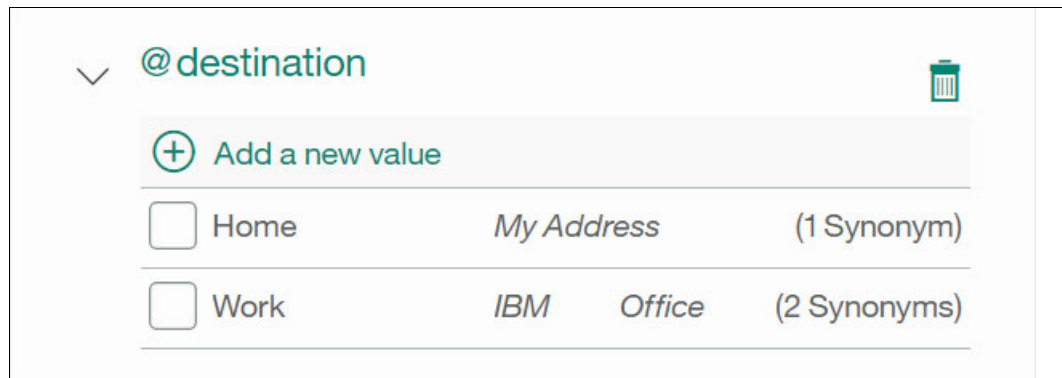 @destination
Add a new value
Home My Address (1 Synonym)
Work IBM Office (2 Synonyms)